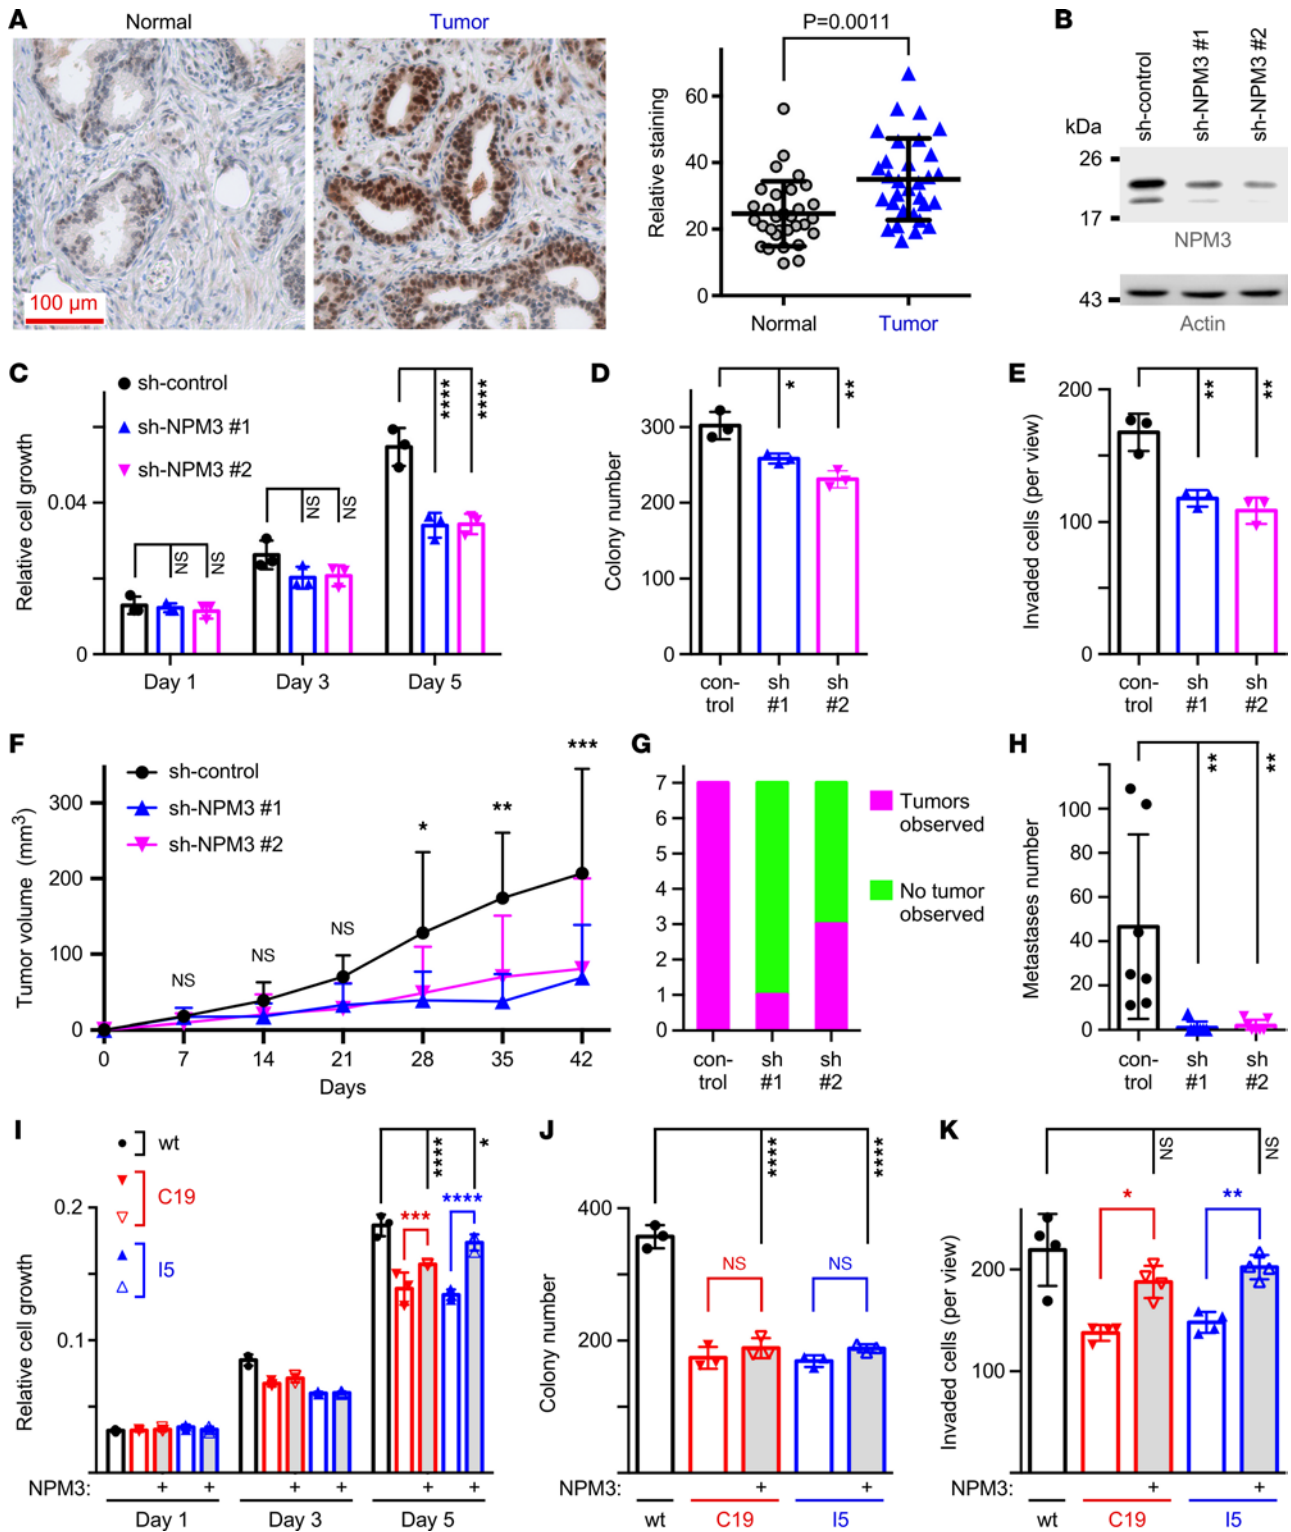 A
Normal
Tumor
100 µm
P=0.0011
Relative staining
60
40
20
0
Normal
Tumor
B
sh-control
sh-NPM3 #1
sh-NPM3 #2
kDa
26
17
NPM3
43
Actin
C
sh-control
sh-NPM3 #1
sh-NPM3 #2
Relative cell growth
0.04
0
NS
NS
NS
NS
****
****
Day 1
Day 3
Day 5
D
Colony number
300
200
100
0
*
**
con-
trol
sh
#1
sh
#2
E
Invaded cells (per view)
200
100
0
**
**
con-
trol
sh
#1
sh
#2
F
sh-control
sh-NPM3 #1
sh-NPM3 #2
Tumor volume (mm³)
300
200
100
0
NS
NS
NS
*
**
***
0
7
14
21
28
35
42
Days
G
7
6
5
4
3
2
1
0
con-
trol
sh
#1
sh
#2
Tumors
observed
No tumor
observed
H
Metastases number
100
80
60
40
20
0
**
**
con-
trol
sh
#1
sh
#2
I
wt
C19
I5
Relative cell growth
0.2
0.1
***
****
****
*
NPM3:
+ + + + + +
Day 1
Day 3
Day 5
J
Colony number
400
200
NS
NS
****
****
NPM3:
+ +
wt
C19
I5
K
Invaded cells (per view)
200
100
*
**
NS
NS
NPM3:
+ +
wt
C19
I5